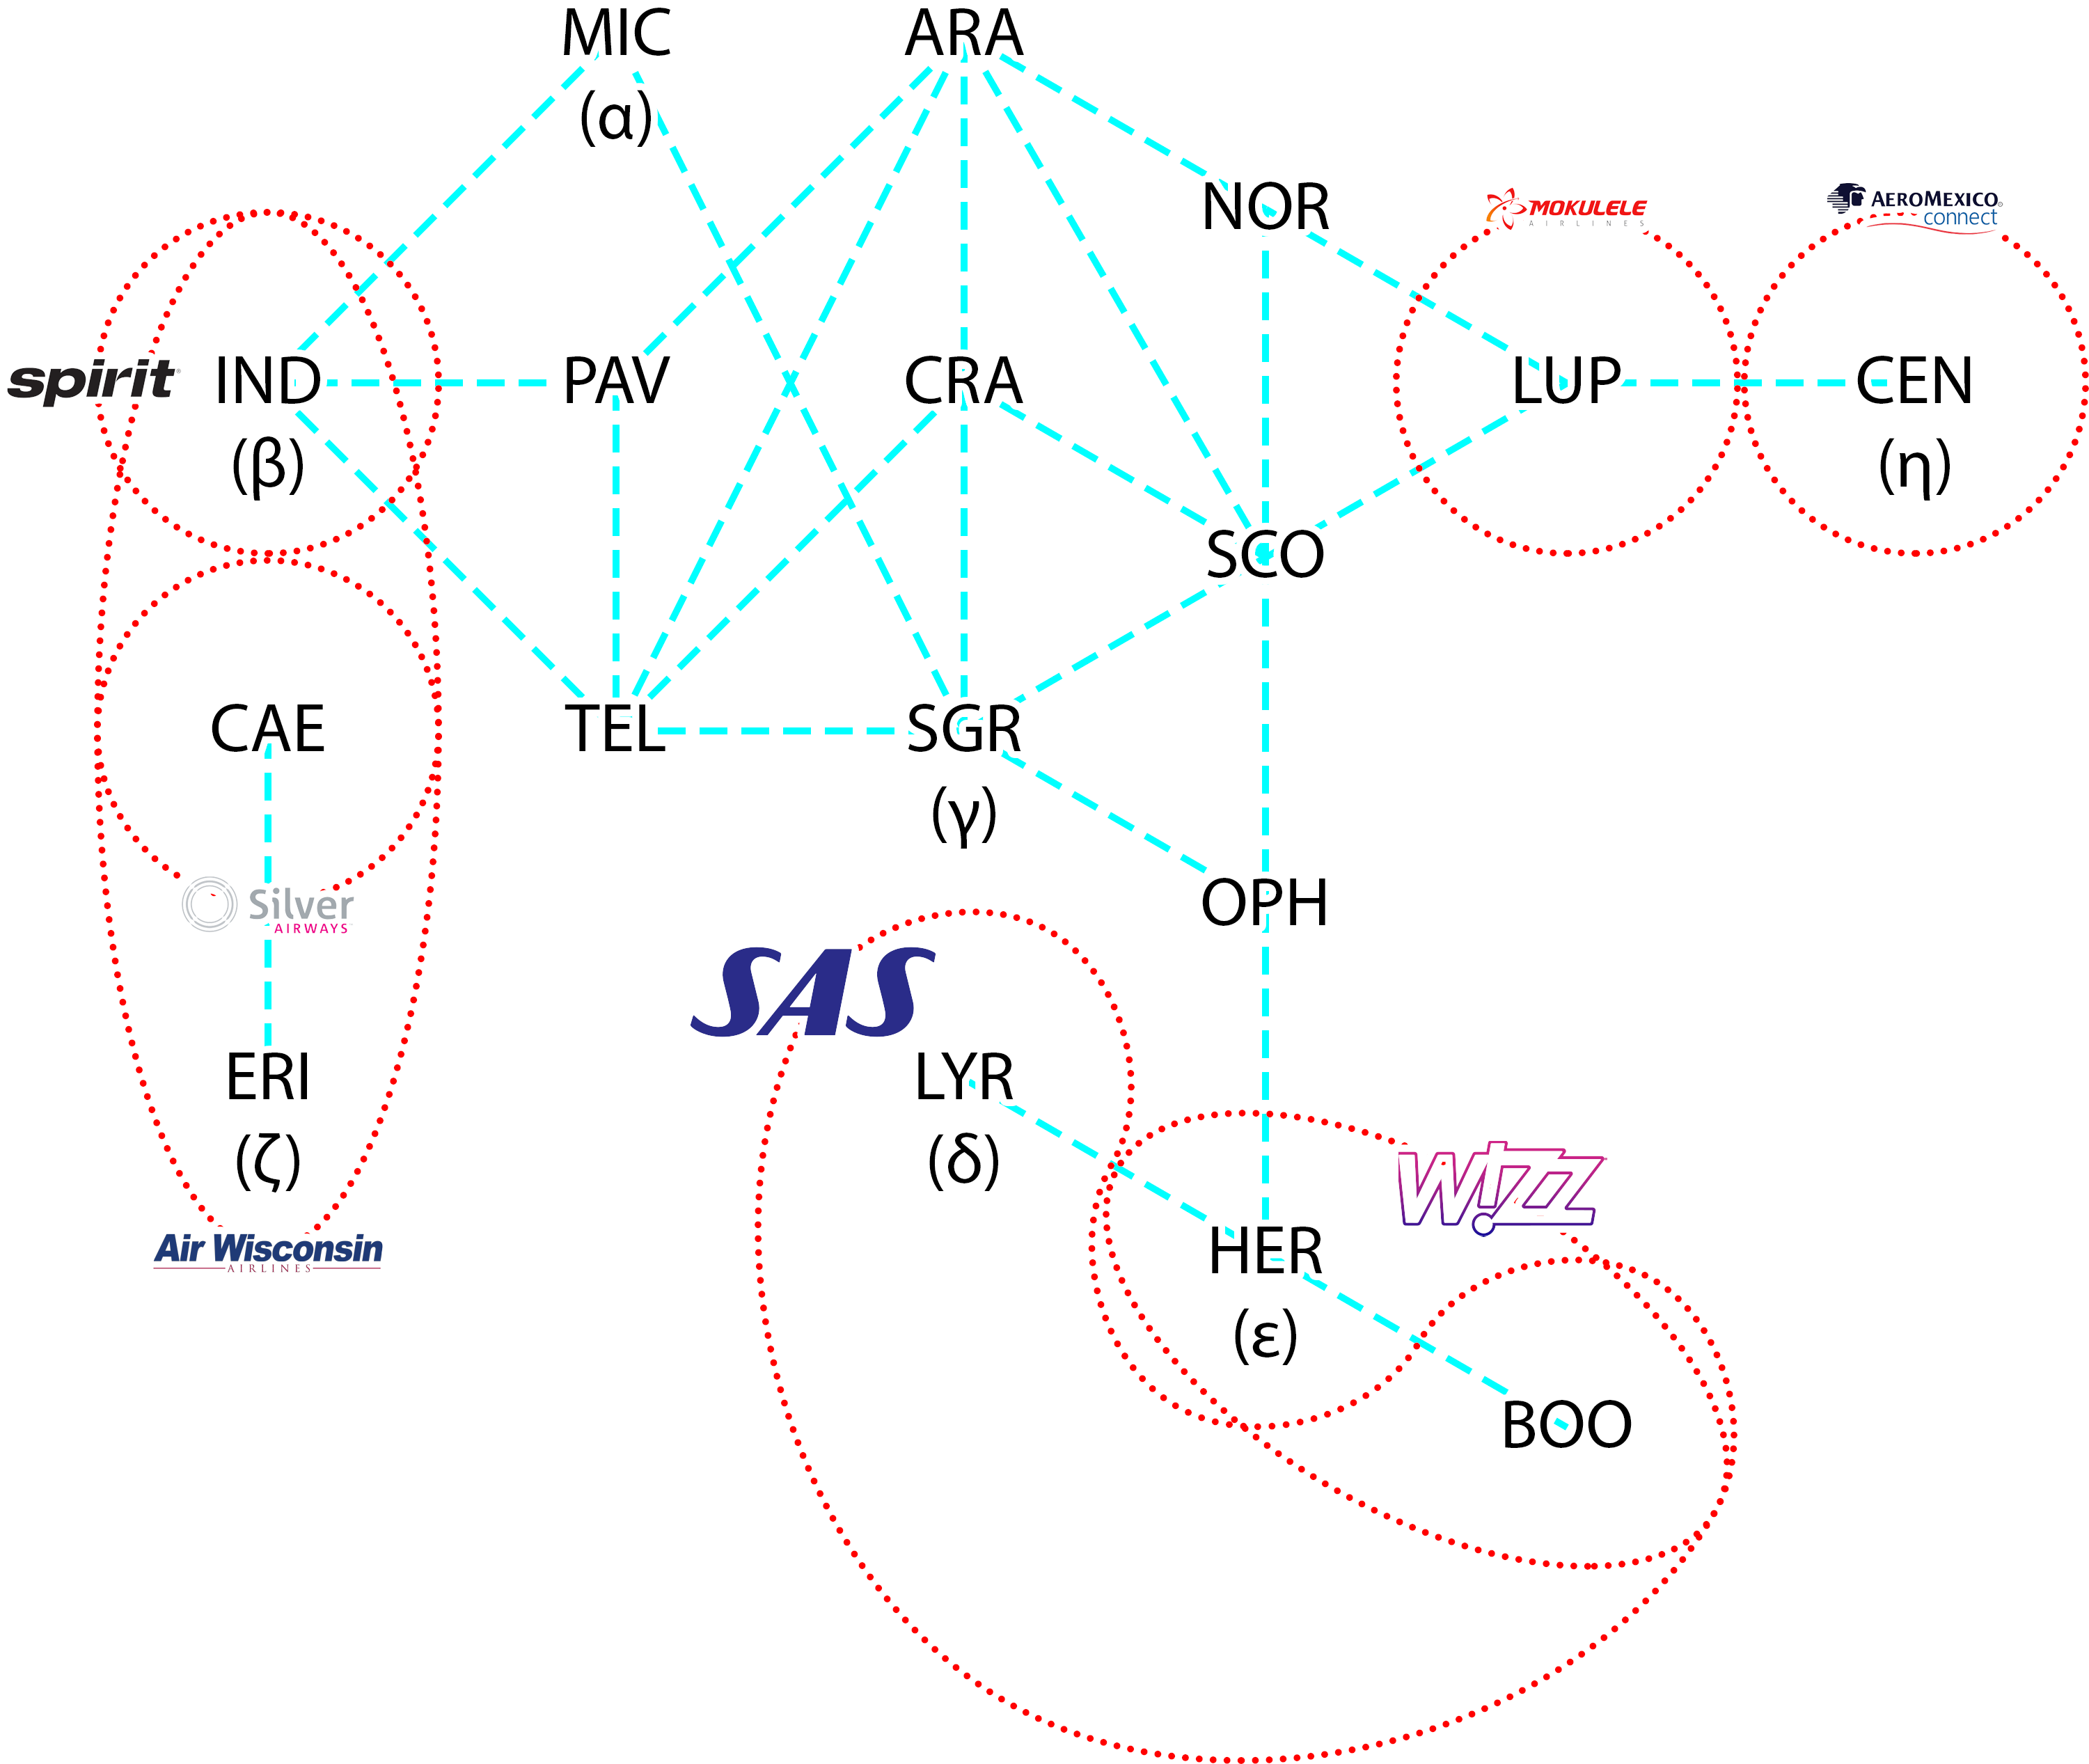 MIC
ARA
(α)
NOR
MOKULELE
AIRLINES
AEROMEXICO
connect
spirit
IND
PAV
CRA
LUP
CEN
(β)
(η)
SCO
CAE
TEL
SGR
(γ)
Silver
AIRWAYS
OPH
SAS
ERI
LYR
(ζ)
(δ)
Wizz
Air Wisconsin
AIRLINES
HER
(ε)
BOO